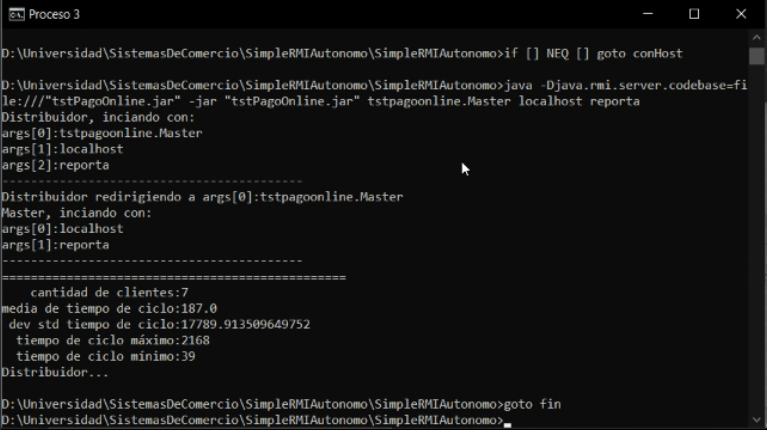 Proceso 3
D:\Universidad\SistemasDeComercio\SimpleRMIAutonomo\SimpleRMIAutonomo>if [] NEQ [] goto conHost
D:\Universidad\SistemasDeComercio\SimpleRMIAutonomo\SimpleRMIAutonomo>java -Djava.rmi.server.codebase=fi
le:///"tstPagoOnline.jar" -jar "tstPagoOnline.jar" tstpagoonline.Master localhost reporta
Distribuidor, inciando con:
args[0]:tstpagoonline.Master
args[1]:localhost
args[2]:reporta
------------------------------------------
Distribuidor redirigiendo a args[0]:tstpagoonline.Master
Master, inciando con:
args[0]:localhost
args[1]:reporta
------------------------------------------
================================================
cantidad de clientes:7
media de tiempo de ciclo:187.0
dev std tiempo de ciclo:17789.913509649752
tiempo de ciclo máximo:2168
tiempo de ciclo mínimo:39
Distribuidor...
D:\Universidad\SistemasDeComercio\SimpleRMIAutonomo\SimpleRMIAutonomo>goto fin
D:\Universidad\SistemasDeComercio\SimpleRMIAutonomo\SimpleRMIAutonomo>